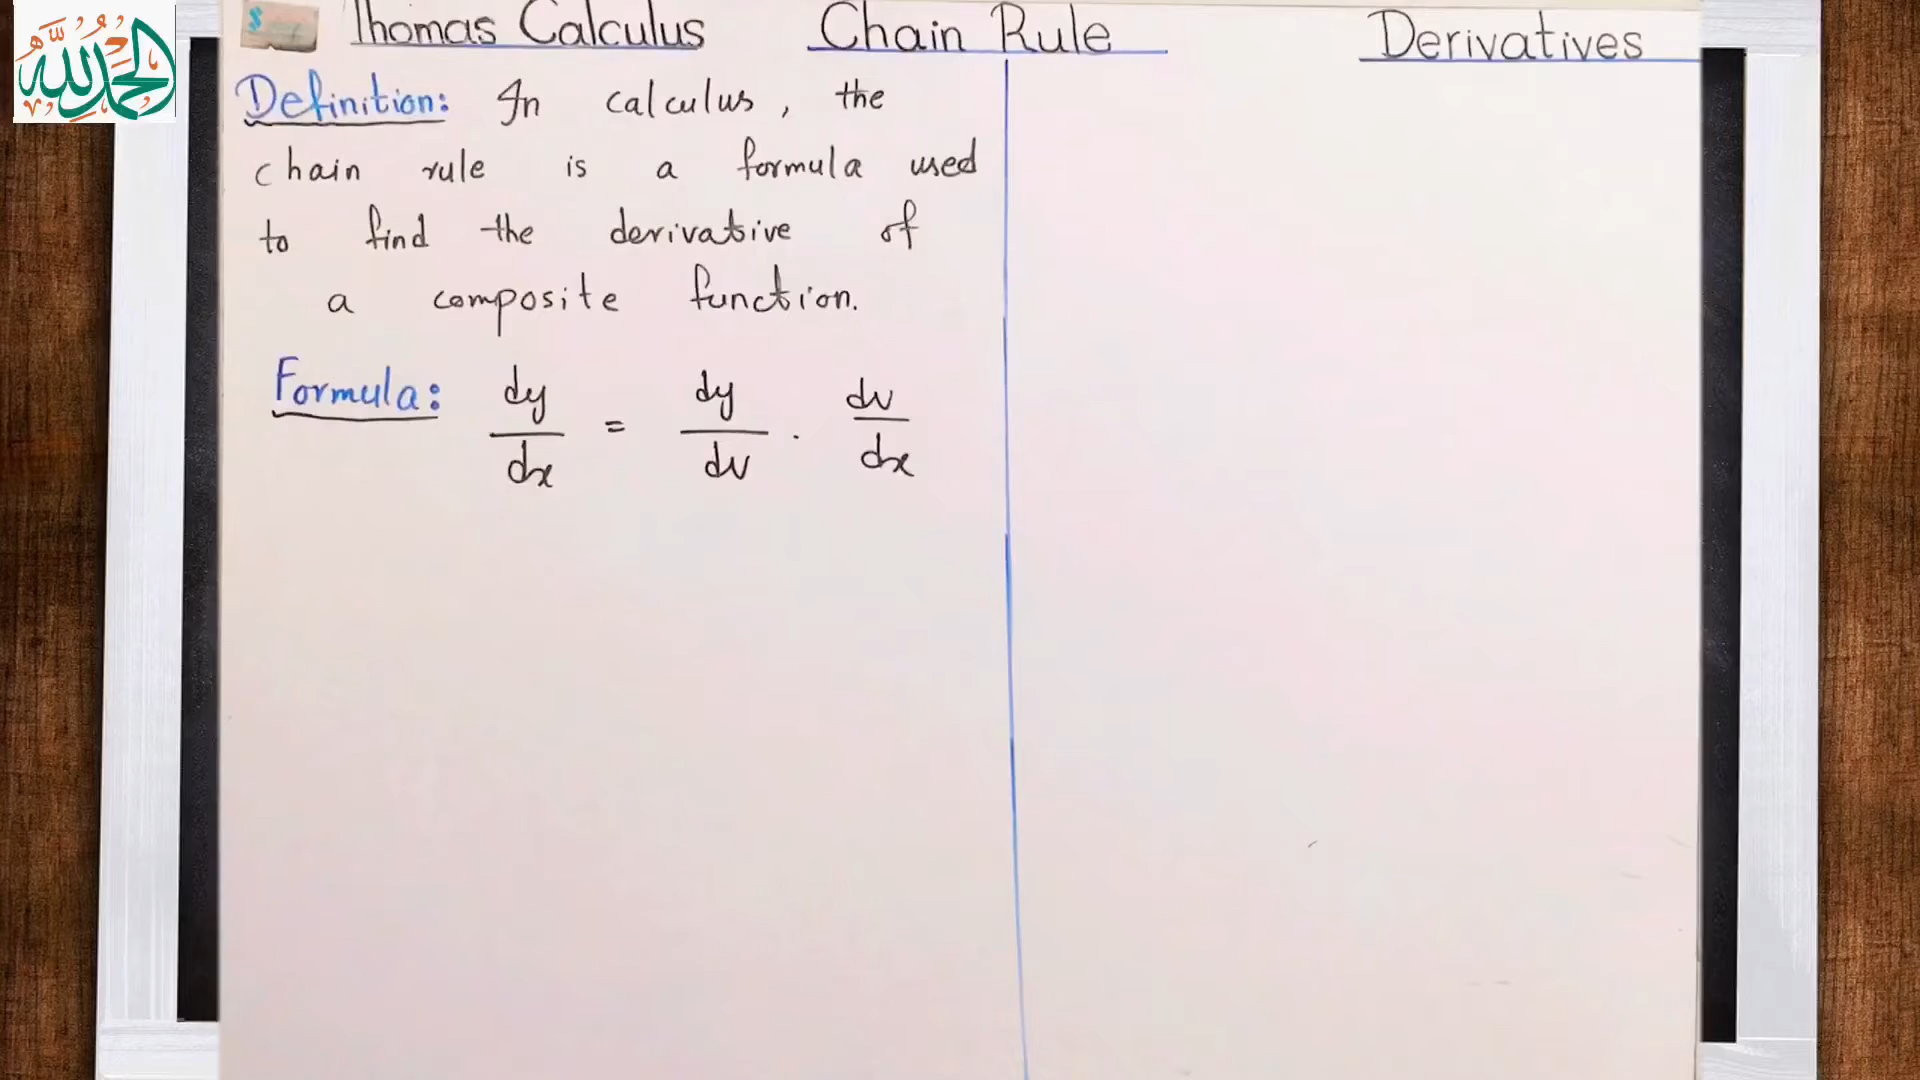 الحمد لله
Thomas Calculus Chain Rule Derivatives
Definition: In calculus, the
chain rule is a formula used
to find the derivative of
a composite function.
Formula: dy/dx = dy/dv . dv/dx